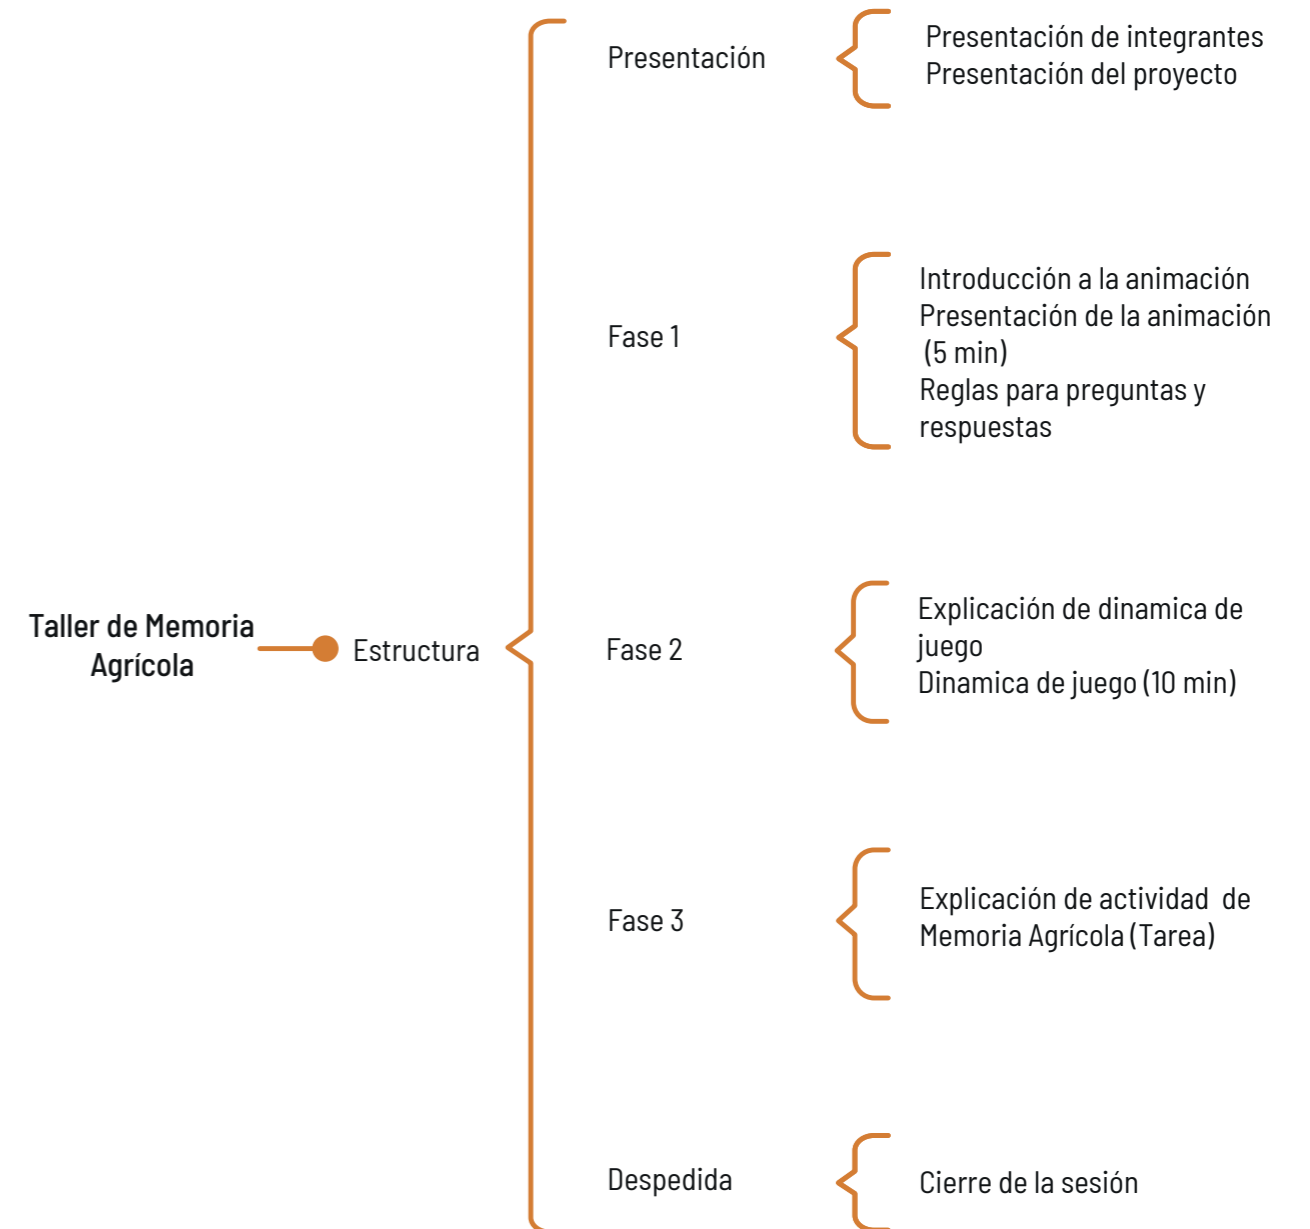 Presentación
Presentación de integrantes
Presentación del proyecto
Fase 1
Introducción a la animación
Presentación de la animación
(5 min)
Reglas para preguntas y
respuestas
Taller de Memoria
Agrícola
Estructura
Fase 2
Explicación de dinamica de
juego
Dinamica de juego (10 min)
Fase 3
Explicación de actividad de
Memoria Agrícola (Tarea)
Despedida
Cierre de la sesión